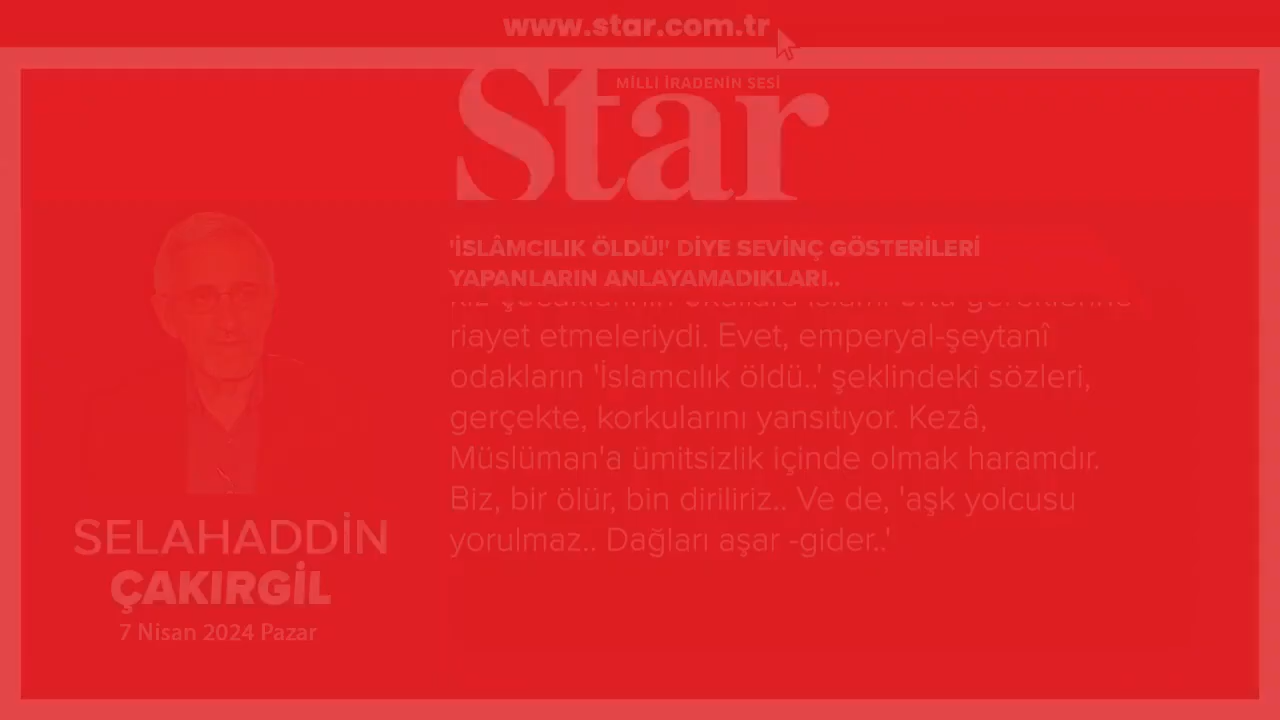 www.star.com.tr
MİLLİ İRADENİN SESİ
Star
'İSLÂMCILIK ÖLDÜ!' DİYE SEVİNÇ GÖSTERİLERİ
YAPANLARIN ANLAYAMADIKLARI..
riayet etmeleriydi. Evet, emperyal-şeytanî
odakların 'İslamcılık öldü..' şeklindeki sözleri,
gerçekte, korkularını yansıtıyor. Kezâ,
Müslüman'a ümitsizlik içinde olmak haramdır.
Biz, bir ölür, bin diriliriz.. Ve de, 'aşk yolcusu
yorulmaz.. Dağları aşar -gider..'
SELAHADDİN
ÇAKIRGİL
7 Nisan 2024 Pazar